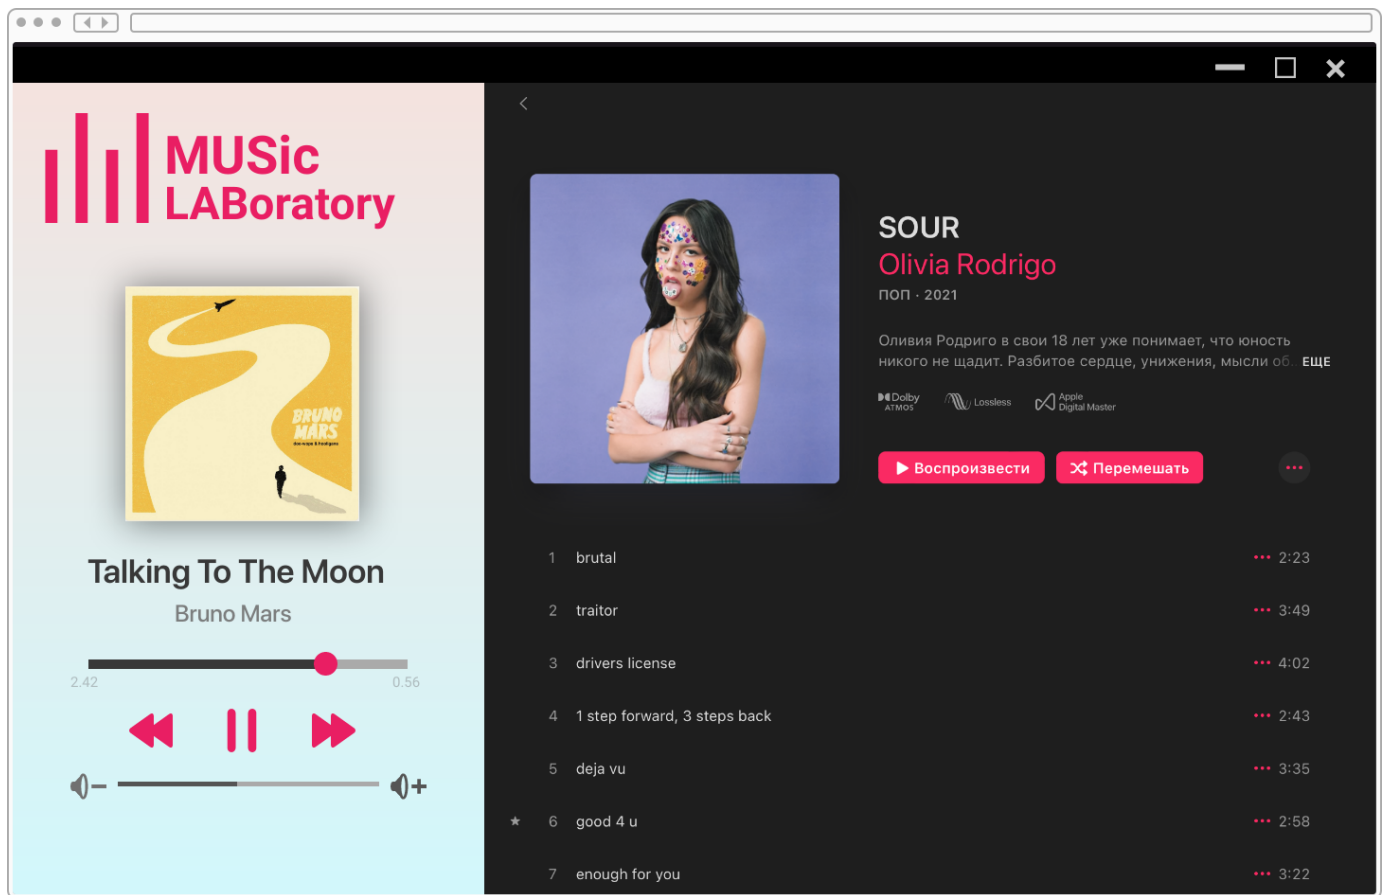 MUSic
LABoratory
BRUNO
MARS
doo-wops & hooligans
Talking To The Moon
Bruno Mars
2.42
0.56
SOUR
Olivia Rodrigo
ПОП · 2021
Оливия Родриго в свои 18 лет уже понимает, что юность
никого не щадит. Разбитое сердце, унижения, мысли об... ЕЩЕ
Dolby
ATMOS
Lossless
Apple
Digital Master
Воспроизвести
Перемешать
1 brutal 2:23
2 traitor 3:49
3 drivers license 4:02
4 1 step forward, 3 steps back 2:43
5 deja vu 3:35
6 good 4 u 2:58
7 enough for you 3:22